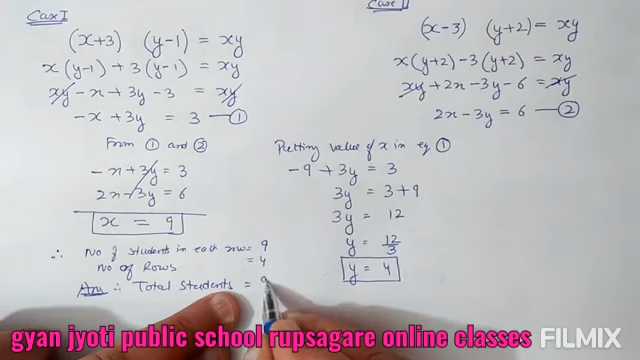 Case I
(x+3) (y-1) = xy
x(y-1) + 3(y-1) = xy
xy - x + 3y - 3 = xy
-x + 3y = 3 — ①
From ① and ②
-x + 3y = 3
2x - 3y = 6
x = 9
∴ No of students in each row = 9
No of Rows = 4
Ans ∴ Total students = 9
Case II
(x-3) (y+2) = xy
x(y+2) - 3(y+2) = xy
xy + 2x - 3y - 6 = xy
2x - 3y = 6 — ②
Putting value of x in eq ①
-9 + 3y = 3
3y = 3+9
3y = 12
y = 12/3
y = 4
gyan jyoti public school rupsagare online classes
FILMIX